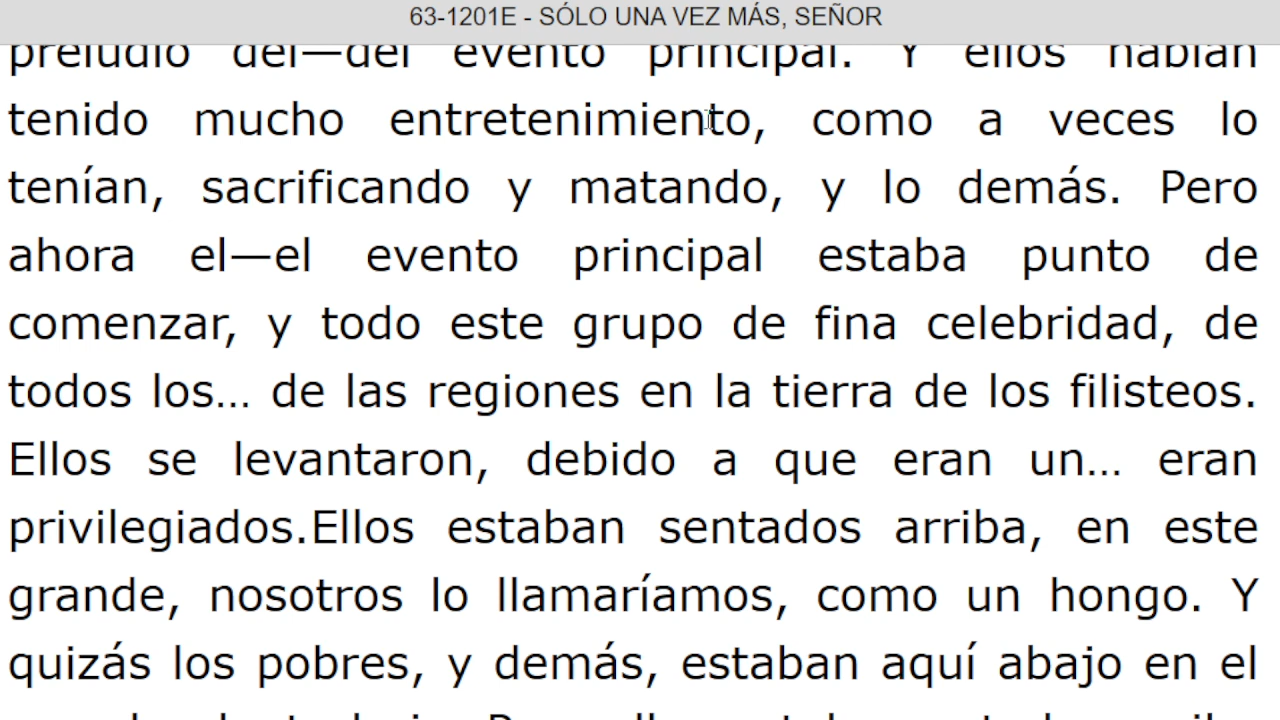 63-1201E - SÓLO UNA VEZ MÁS, SEÑOR
preludio del—del evento principal. Y ellos habían
tenido mucho entretenimiento, como a veces lo
tenían, sacrificando y matando, y lo demás. Pero
ahora el—el evento principal estaba punto de
comenzar, y todo este grupo de fina celebridad, de
todos los… de las regiones en la tierra de los filisteos.
Ellos se levantaron, debido a que eran un… eran
privilegiados.Ellos estaban sentados arriba, en este
grande, nosotros lo llamaríamos, como un hongo. Y
quizás los pobres, y demás, estaban aquí abajo en el